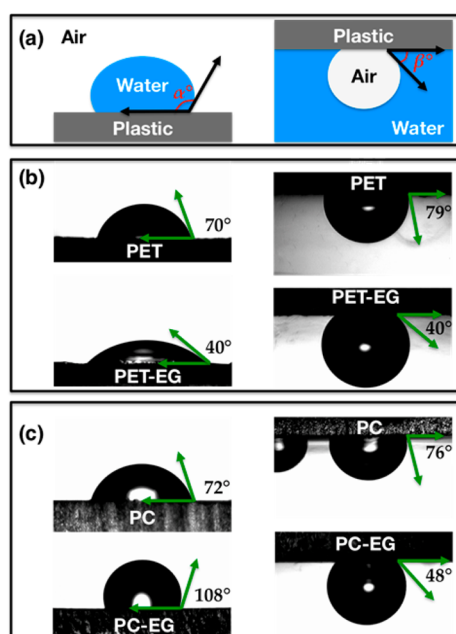 (a)
Air
Water
α°
Plastic
Plastic
β°
Air
Water
(b)
70°
PET
PET
79°
40°
PET-EG
PET-EG
40°
(c)
72°
PC
PC
76°
108°
PC-EG
PC-EG
48°